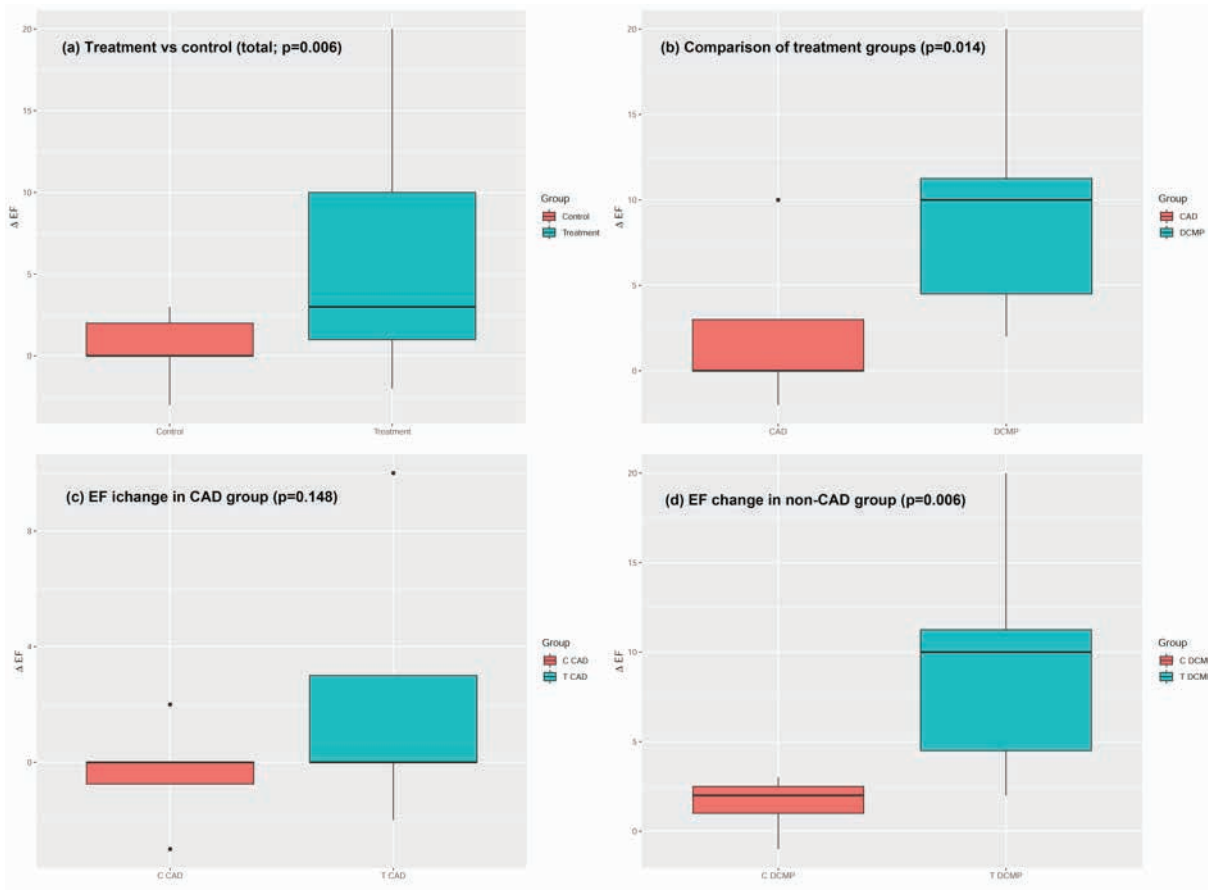 (a) Treatment vs control (total; p=0.006)
20
15
10
5
0
Δ EF
Control
Treatment
Group
Control
Treatment
(b) Comparison of treatment groups (p=0.014)
20
15
10
5
0
Δ EF
CAD
DCMP
Group
CAD
DCMP
(c) EF ichange in CAD group (p=0.148)
8
4
0
Δ EF
C CAD
T CAD
Group
C CAD
T CAD
(d) EF change in non-CAD group (p=0.006)
20
15
10
5
0
Δ EF
C DCMP
T DCMP
Group
C DCM
T DCM